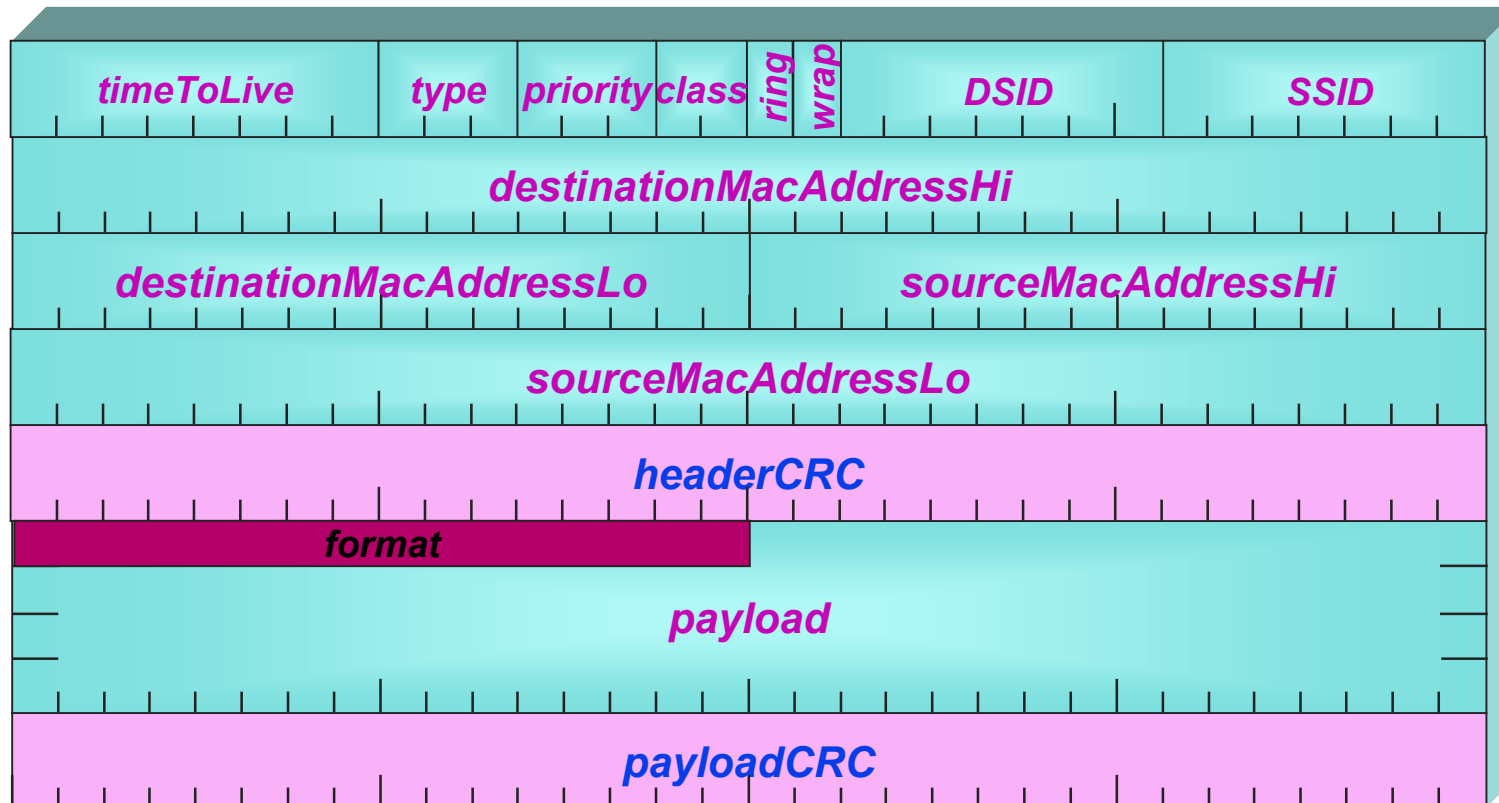 timeToLive type priority class ring wrap DSID SSID
destinationMacAddressHi
destinationMacAddressLo sourceMacAddressHi
sourceMacAddressLo
headerCRC
format
payload
payloadCRC